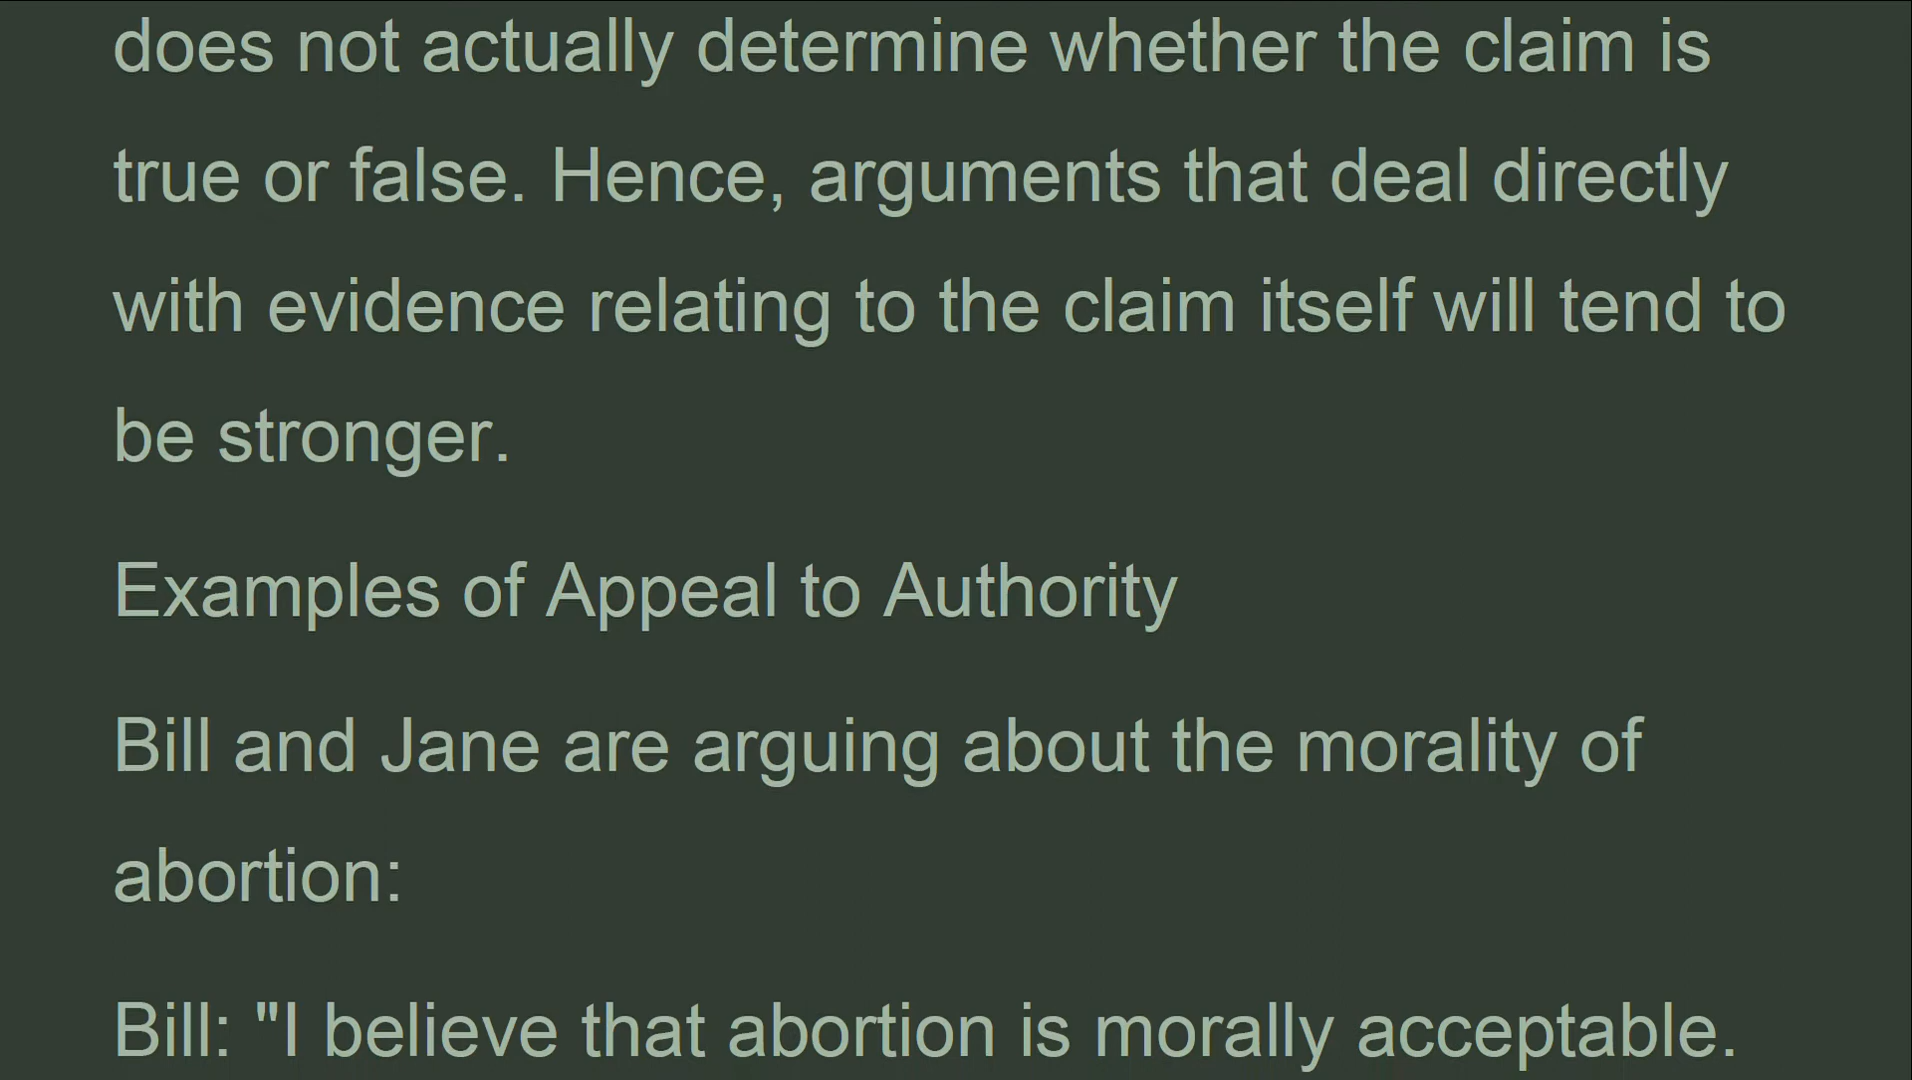 does not actually determine whether the claim is
true or false. Hence, arguments that deal directly
with evidence relating to the claim itself will tend to
be stronger.
Examples of Appeal to Authority
Bill and Jane are arguing about the morality of
abortion:
Bill: "I believe that abortion is morally acceptable.